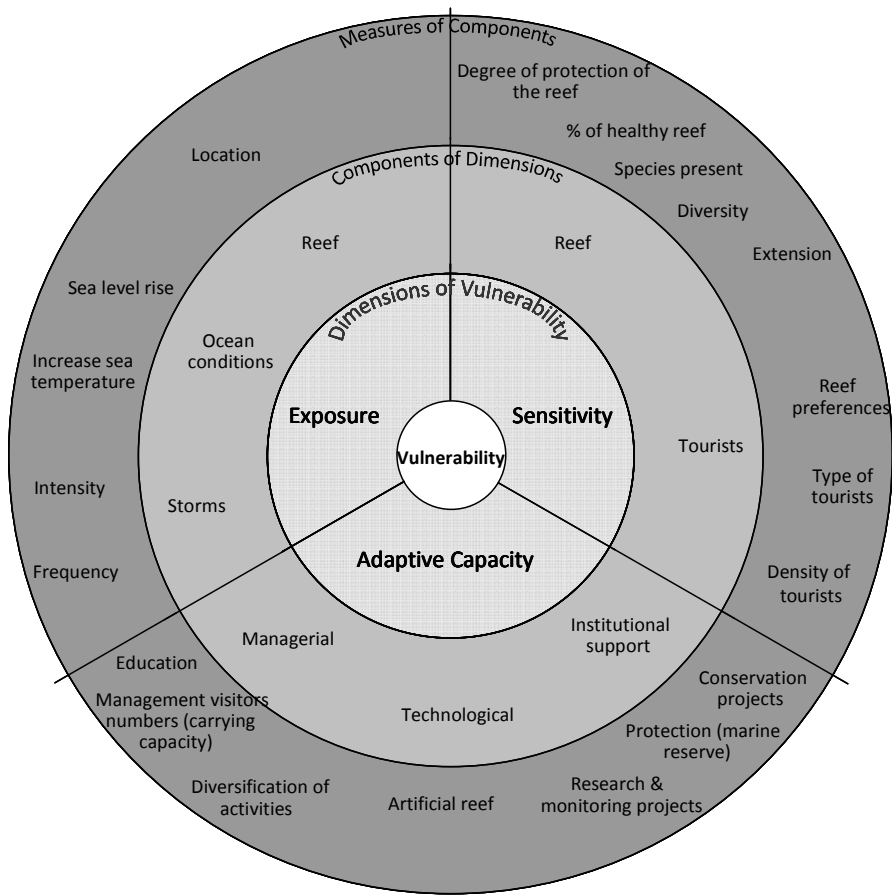 Measures of Components
Degree of protection of
the reef
% of healthy reef
Species present
Diversity
Extension
Reef
preferences
Type of
tourists
Density of
tourists
Location
Sea level rise
Increase sea
temperature
Intensity
Frequency
Components of Dimensions
Reef
Reef
Ocean
conditions
Storms
Tourists
Dimensions of Vulnerability
Exposure
Sensitivity
Vulnerability
Adaptive Capacity
Managerial
Technological
Institutional
support
Education
Management visitors
numbers (carrying
capacity)
Diversification of
activities
Artificial reef
Research &
monitoring projects
Protection (marine
reserve)
Conservation
projects